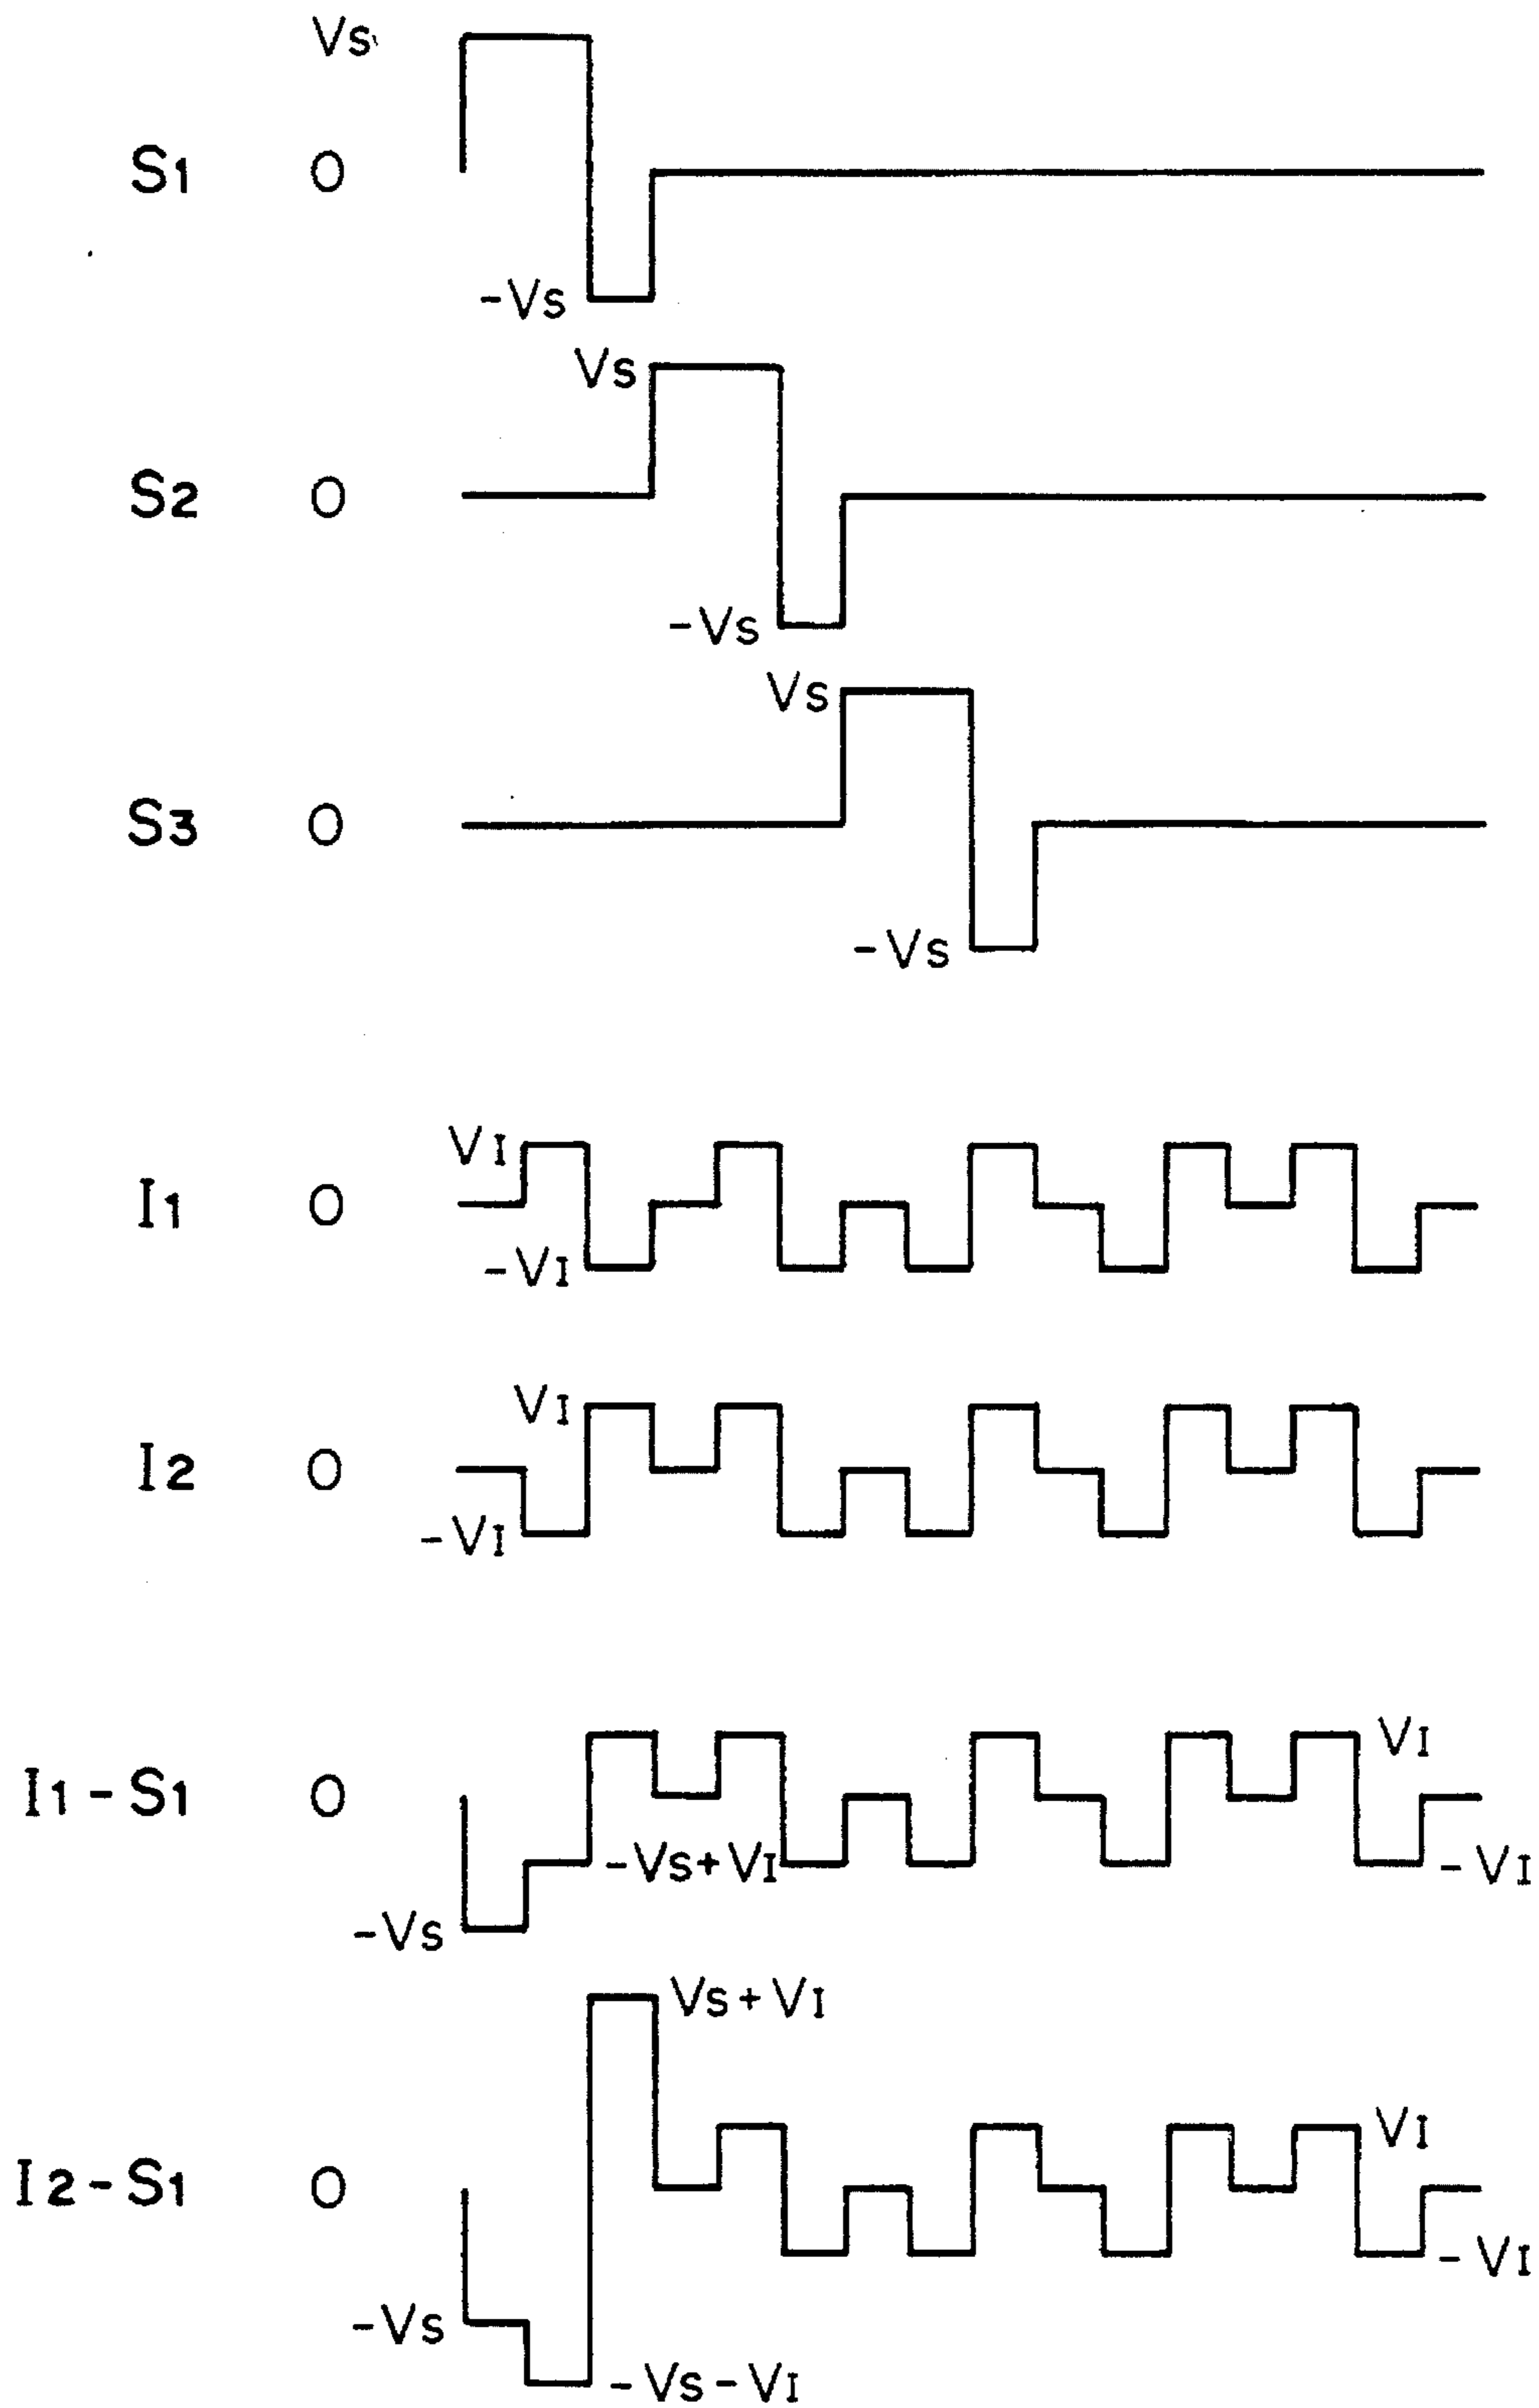 Vs
S1 0
-Vs
Vs
S2 0
-Vs
Vs
S3 0
-Vs
VI
I1 0
-VI
VI
I2 0
-VI
VI
I1-S1 0
-Vs+VI
-VI
-Vs
Vs+VI
VI
I2-S1 0
-VI
-Vs
-Vs-VI